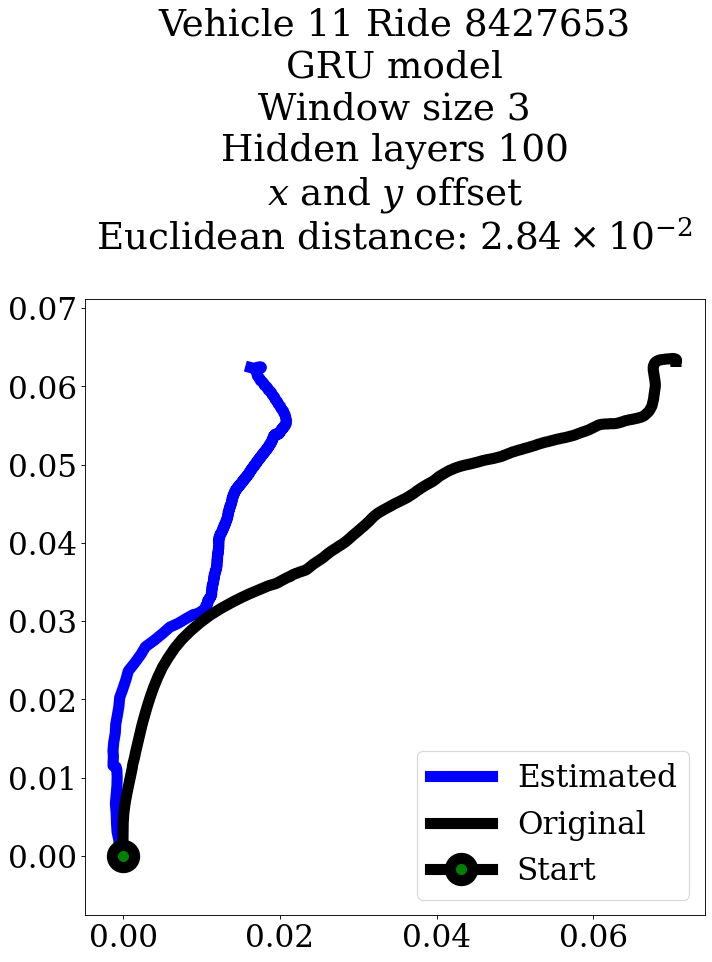 Vehicle 11 Ride 8427653
GRU model
Window size 3
Hidden layers 100
x and y offset
Euclidean distance: 2.84 × 10⁻²
0.07
0.06
0.05
0.04
0.03
0.02
0.01
0.00
Estimated
Original
Start
0.00 0.02 0.04 0.06